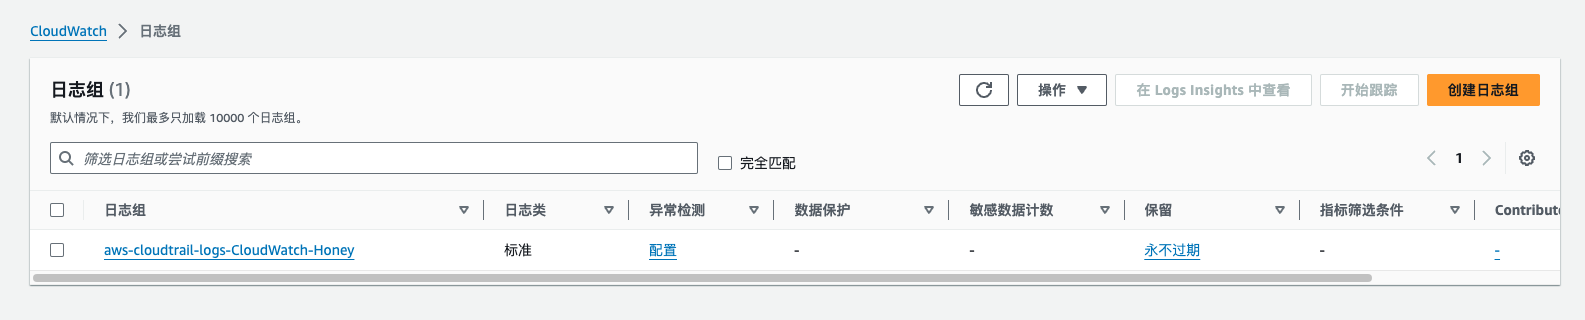 CloudWatch > 日志组
日志组 (1)
操作 ▼
在 Logs Insights 中查看
开始跟踪
创建日志组
默认情况下，我们最多只加载 10000 个日志组。
筛选日志组或尝试前缀搜索
完全匹配
1
日志组 日志类 异常检测 数据保护 敏感数据计数 保留 指标筛选条件 Contribute
aws-cloudtrail-logs-CloudWatch-Honey 标准 配置 - - 永不过期 - -